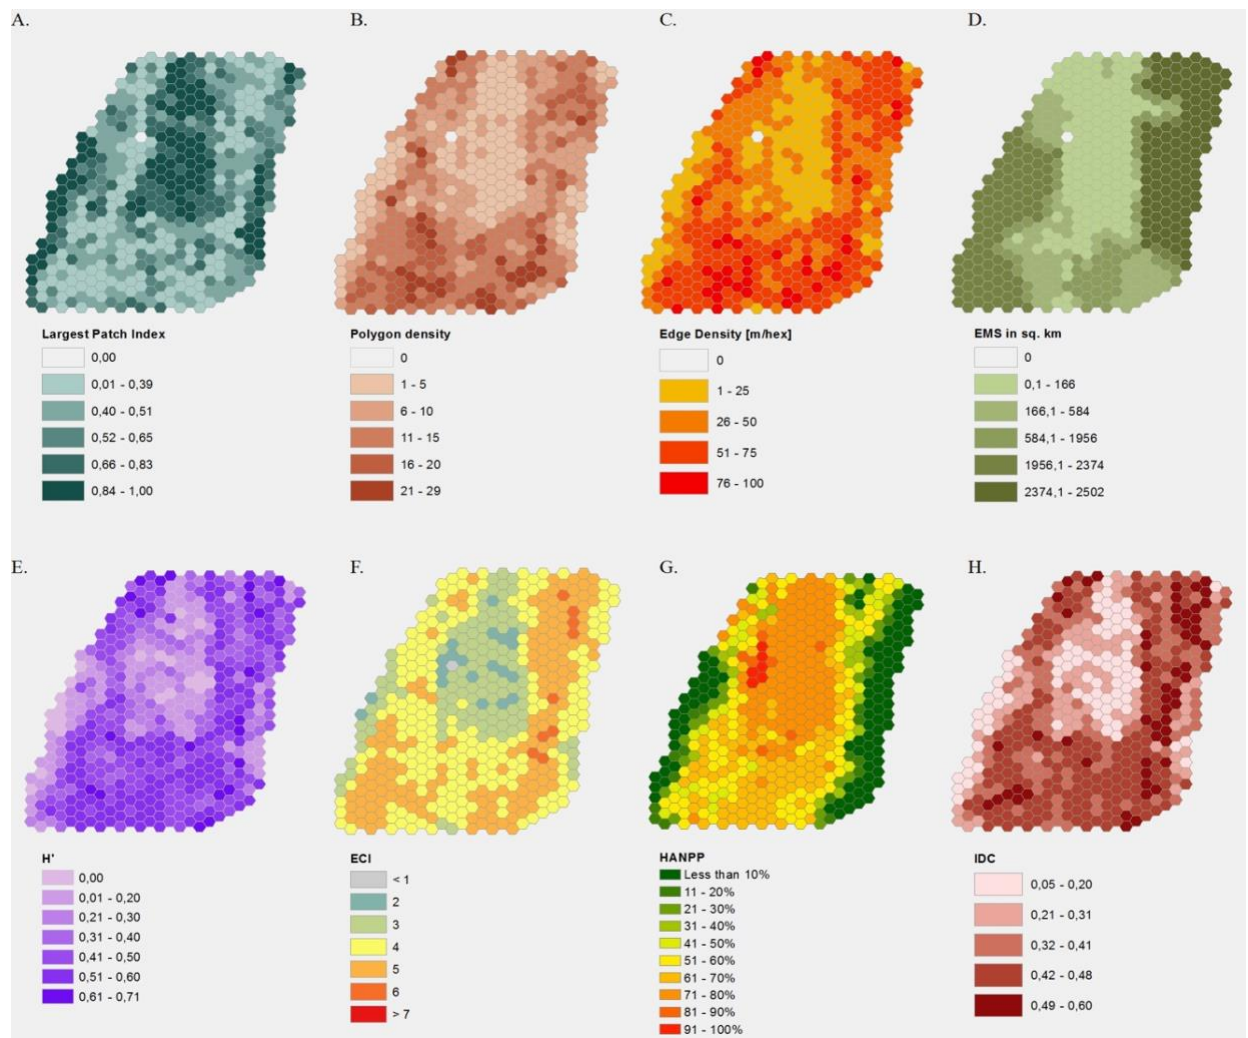 A.
B.
C.
D.
Largest Patch Index
0,00
0,01 - 0,39
0,40 - 0,51
0,52 - 0,65
0,66 - 0,83
0,84 - 1,00
Polygon density
0
1 - 5
6 - 10
11 - 15
16 - 20
21 - 29
Edge Density [m/hex]
0
1 - 25
26 - 50
51 - 75
76 - 100
EMS in sq. km
0
0,1 - 166
166,1 - 584
584,1 - 1956
1956,1 - 2374
2374,1 - 2502
E.
F.
G.
H.
H'
0,00
0,01 - 0,20
0,21 - 0,30
0,31 - 0,40
0,41 - 0,50
0,51 - 0,60
0,61 - 0,71
ECI
< 1
2
3
4
5
6
> 7
HANPP
Less than 10%
11 - 20%
21 - 30%
31 - 40%
41 - 50%
51 - 60%
61 - 70%
71 - 80%
81 - 90%
91 - 100%
IDC
0,05 - 0,20
0,21 - 0,31
0,32 - 0,41
0,42 - 0,48
0,49 - 0,60